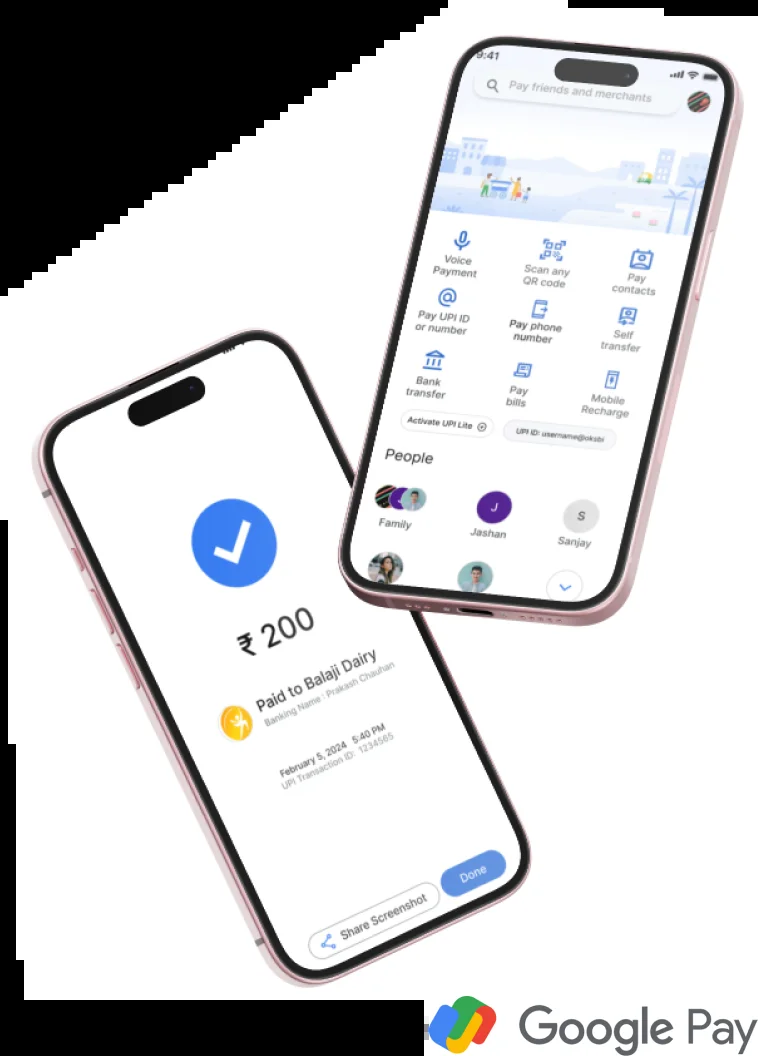 9:41
Pay friends and merchants
Voice
Payment
Scan any
QR code
Pay
contacts
Pay UPI ID
or number
Pay phone
number
Self
transfer
Bank
transfer
Pay
bills
Mobile
Recharge
Activate UPI Lite
UPI ID: username@oksbi
People
Family
J
Jashan
S
Sanjay
₹ 200
Paid to Balaji Dairy
Banking Name : Prakash Chauhan
February 5, 2024 5:40 PM
UPI Transaction ID: 1234565
Share Screenshot
Done
Google Pay